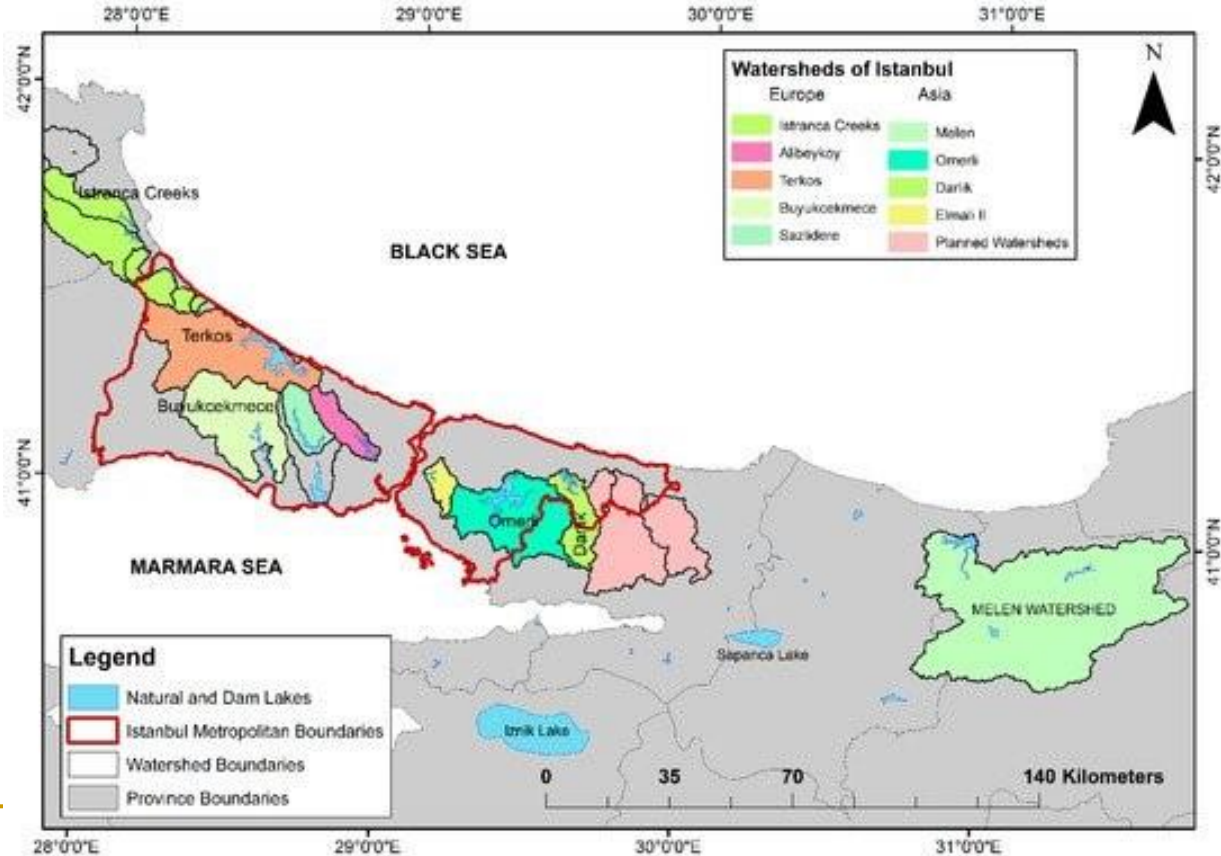 28°0'0"E 29°0'0"E 30°0'0"E 31°0'0"E
42°0'0"N
42°0'0"N
41°0'0"N
41°0'0"N
N
Watersheds of Istanbul
Europe Asia
Istranca Creeks Melen
Alibeykoy Omerli
Terkos Darlik
Buyukcekmece Elmali II
Sazlidere Planned Watersheds
Istranca Creeks
BLACK SEA
Terkos
Buyukcekmece
Omerli
Darlik
MARMARA SEA
MELEN WATERSHED
Sapanca Lake
Iznik Lake
Legend
Natural and Dam Lakes
Istanbul Metropolitan Boundaries
Watershed Boundaries
Province Boundaries
0 35 70 140 Kilometers
28°0'0"E 29°0'0"E 30°0'0"E 31°0'0"E